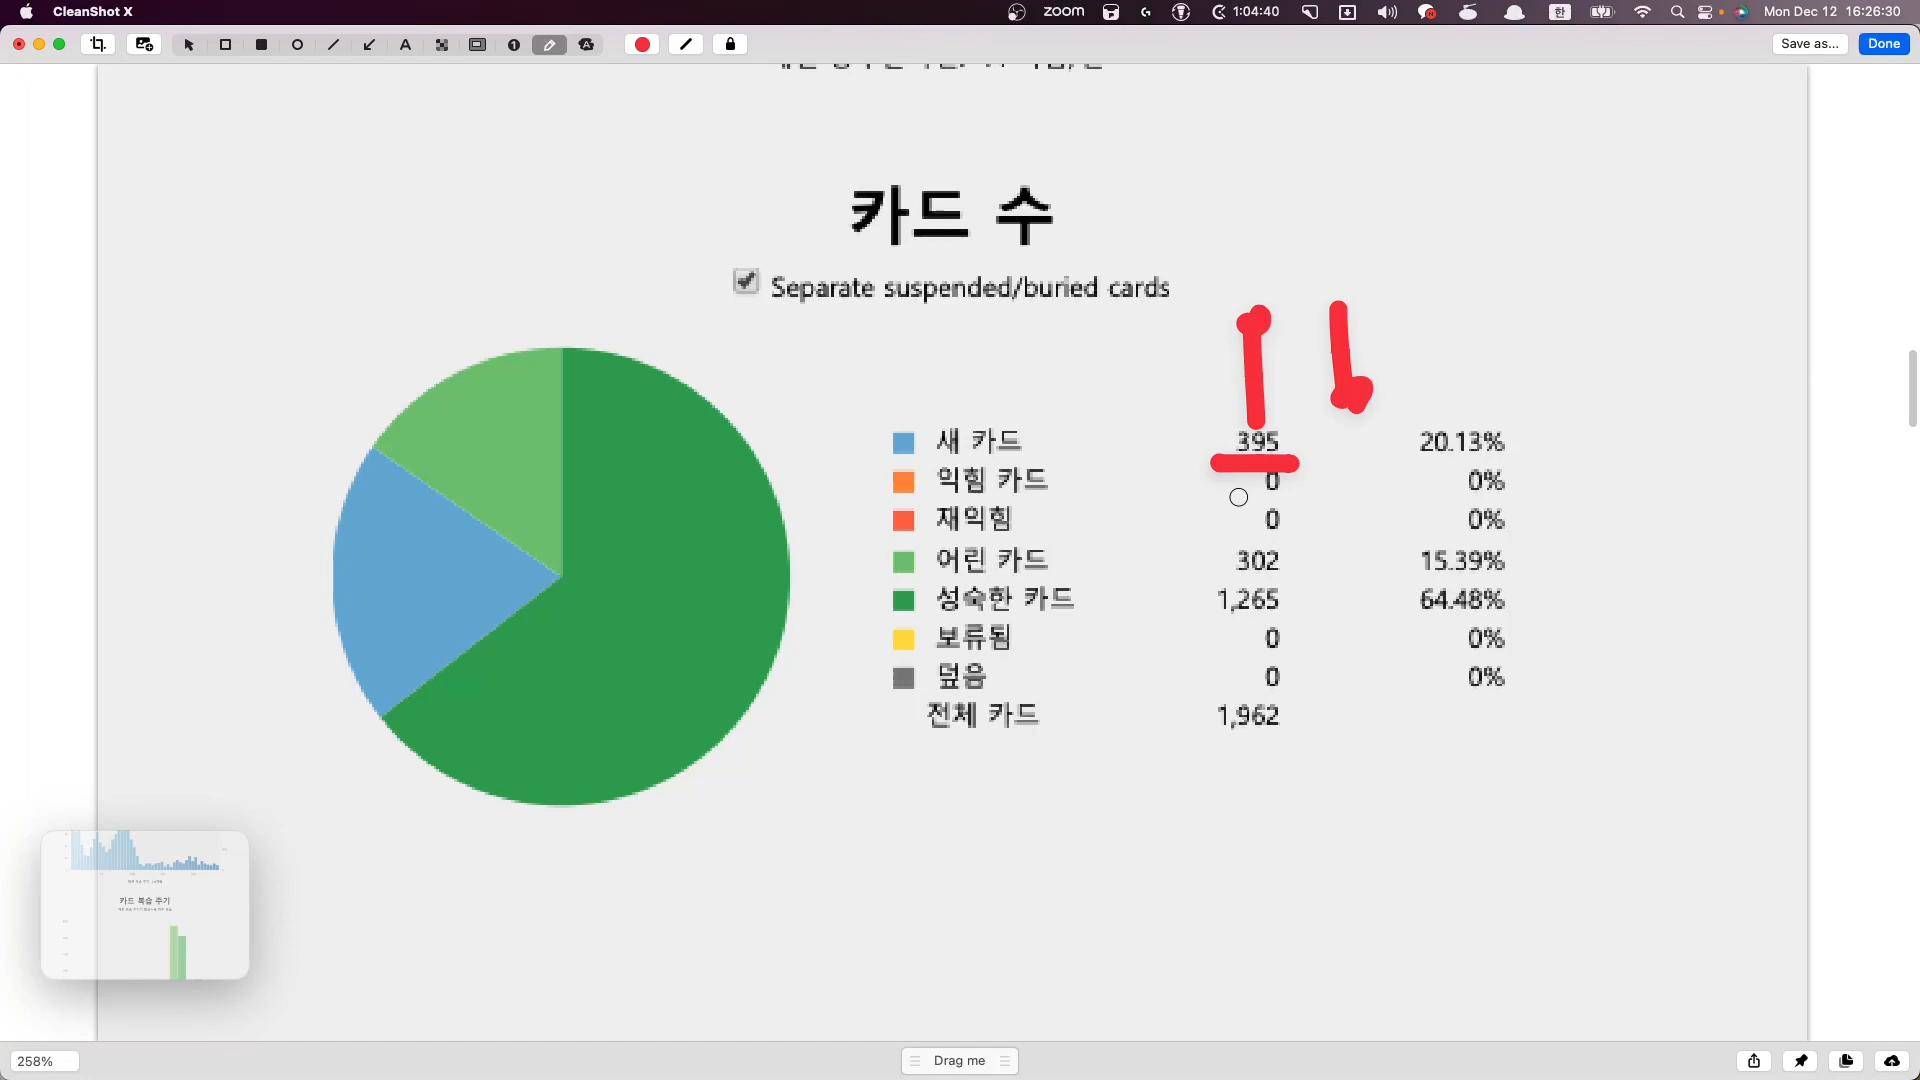 CleanShot X
zoom
1:04:40
한
Mon Dec 12 16:26:30
A
1
Save as...
Done
카드 수
Separate suspended/buried cards
새 카드 395 20.13%
익힘 카드 0 0%
재익힘 0 0%
어린 카드 302 15.39%
성숙한 카드 1,265 64.48%
보류됨 0 0%
덮음 0 0%
전체 카드 1,962
카드 복습 주기
258%
Drag me